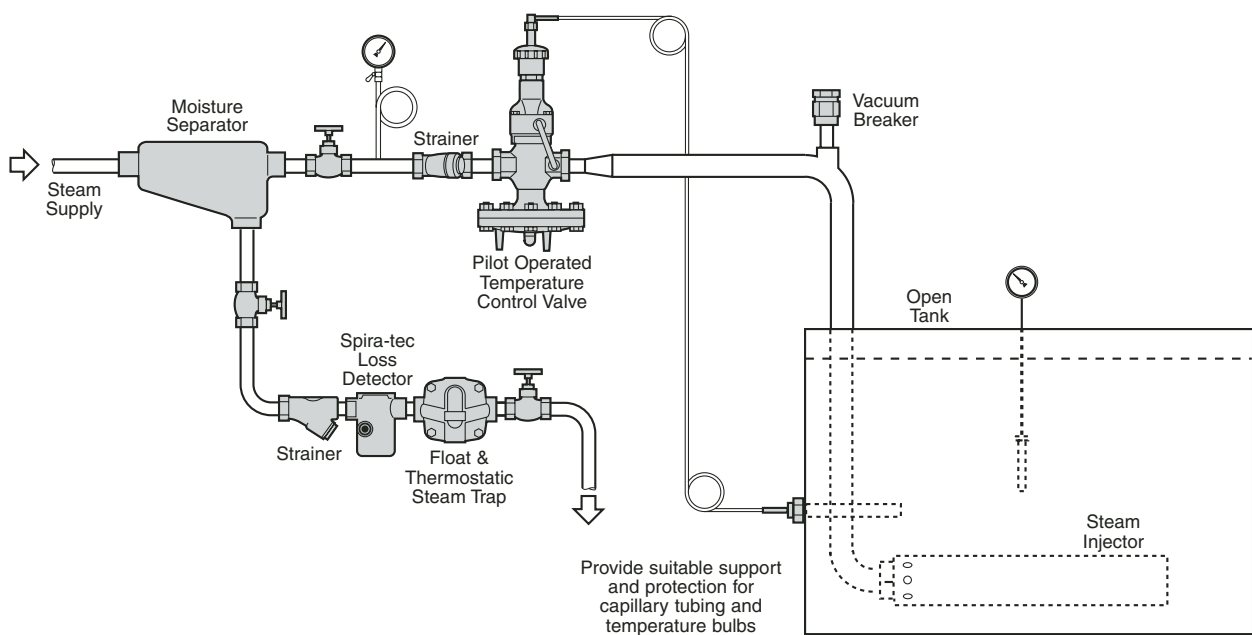 Moisture
Separator
Steam
Supply
Strainer
Pilot Operated
Temperature
Control Valve
Vacuum
Breaker
Open
Tank
Spira-tec
Loss
Detector
Strainer
Float &
Thermostatic
Steam Trap
Steam
Injector
Provide suitable support
and protection for
capillary tubing and
temperature bulbs